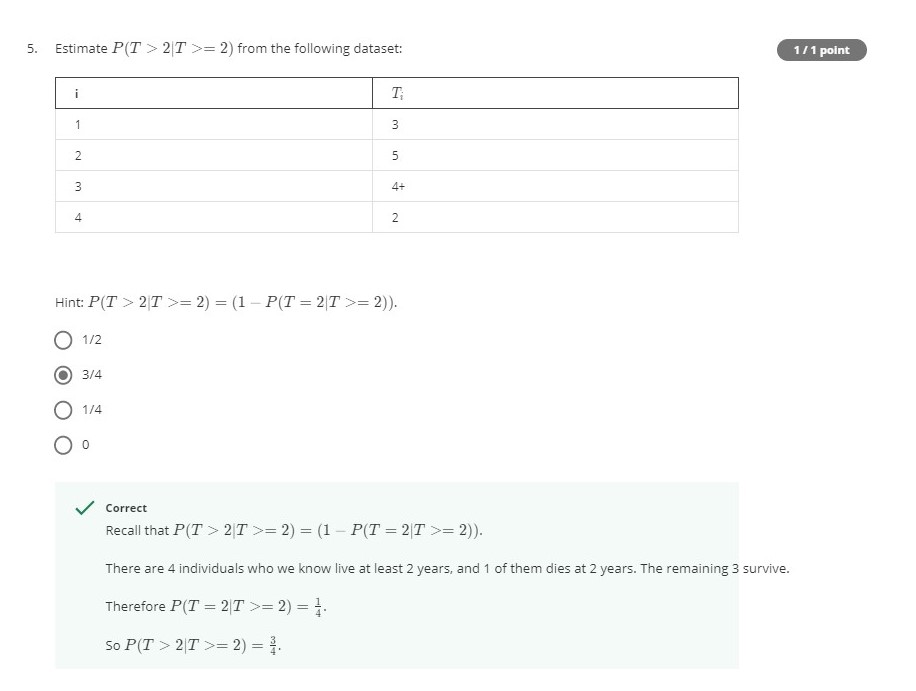 5. Estimate P(T > 2|T >= 2) from the following dataset:
1 / 1 point
i Tᵢ
1 3
2 5
3 4+
4 2
Hint: P(T > 2|T >= 2) = (1 − P(T = 2|T >= 2)).
1/2
3/4
1/4
0
Correct
Recall that P(T > 2|T >= 2) = (1 − P(T = 2|T >= 2)).
There are 4 individuals who we know live at least 2 years, and 1 of them dies at 2 years. The remaining 3 survive.
Therefore P(T = 2|T >= 2) = 1/4.
So P(T > 2|T >= 2) = 3/4.